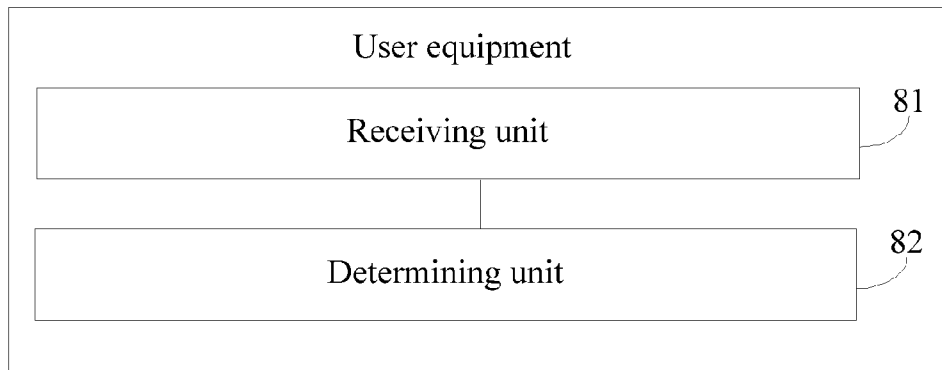 User equipment
81
Receiving unit
82
Determining unit